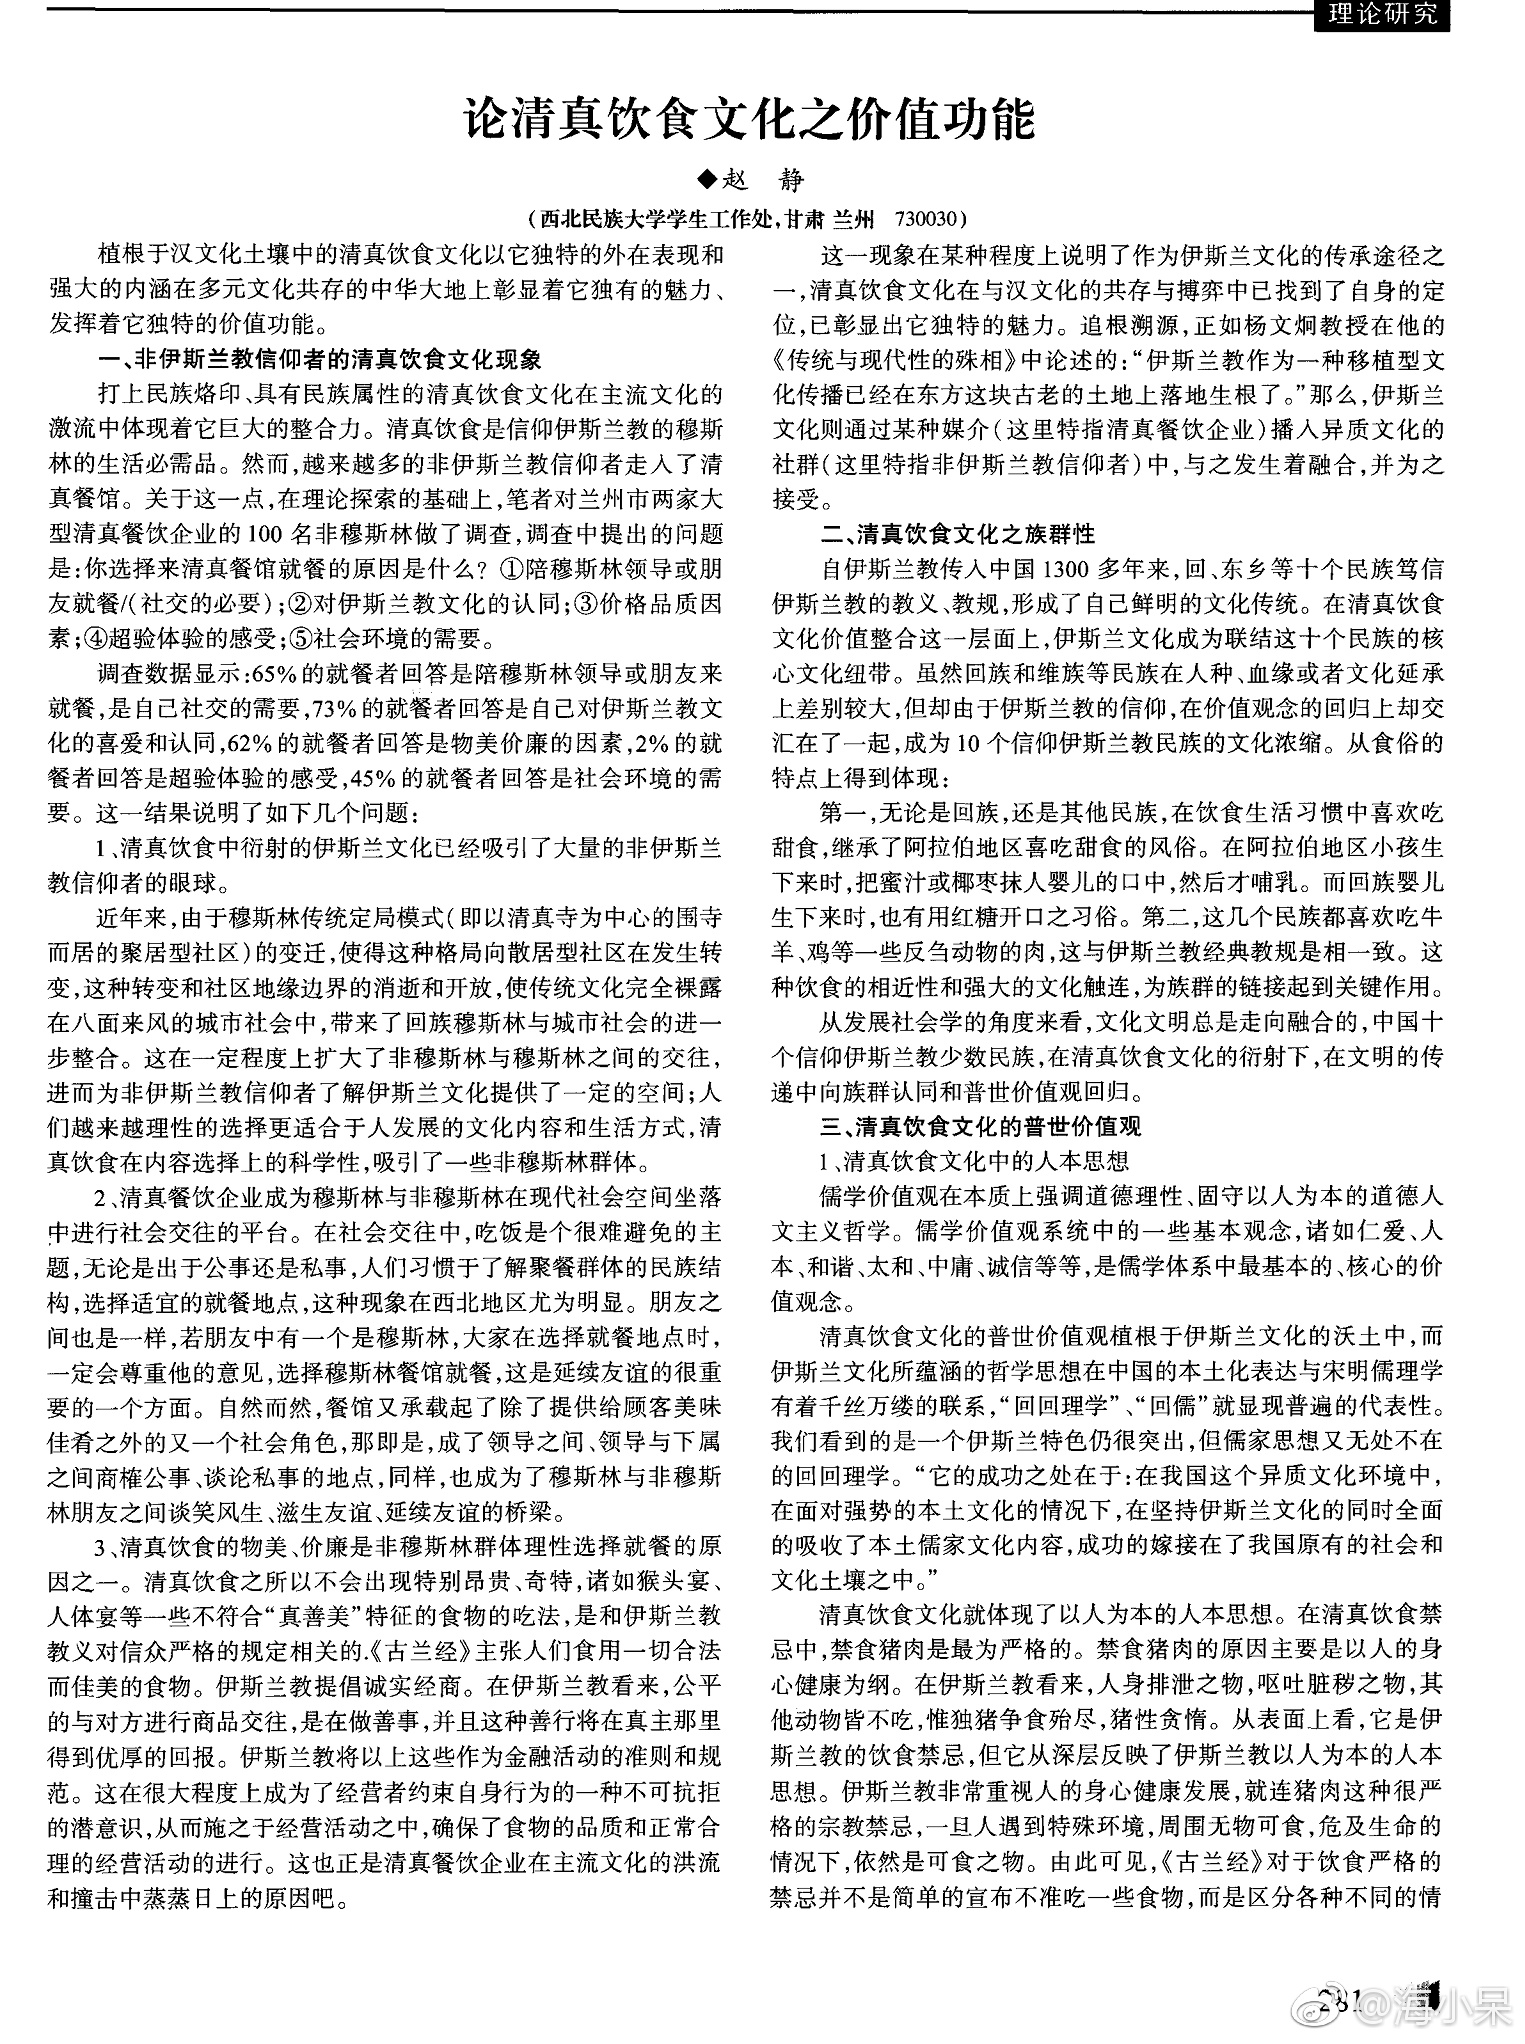 理论研究
论清真饮食文化之价值功能
◆赵 静
(西北民族大学学生工作处,甘肃 兰州 730030)
植根于汉文化土壤中的清真饮食文化以它独特的外在表现和
强大的内涵在多元文化共存的中华大地上彰显着它独有的魅力、
发挥着它独特的价值功能。
一、非伊斯兰教信仰者的清真饮食文化现象
打上民族烙印、具有民族属性的清真饮食文化在主流文化的
激流中体现着它巨大的整合力。清真饮食是信仰伊斯兰教的穆斯
林的生活必需品。然而,越来越多的非伊斯兰教信仰者走入了清
真餐馆。关于这一点,在理论探索的基础上,笔者对兰州市两家大
型清真餐饮企业的100名非穆斯林做了调查,调查中提出的问题
是:你选择来清真餐馆就餐的原因是什么? ①陪穆斯林领导或朋
友就餐/(社交的必要);②对伊斯兰教文化的认同;③价格品质因
素;④超验体验的感受;⑤社会环境的需要。
调查数据显示:65%的就餐者回答是陪穆斯林领导或朋友来
就餐,是自己社交的需要,73%的就餐者回答是自己对伊斯兰教文
化的喜爱和认同,62%的就餐者回答是物美价廉的因素,2%的就
餐者回答是超验体验的感受,45%的就餐者回答是社会环境的需
要。这一结果说明了如下几个问题:
1、清真饮食中衍射的伊斯兰文化已经吸引了大量的非伊斯兰
教信仰者的眼球。
近年来,由于穆斯林传统定局模式(即以清真寺为中心的围寺
而居的聚居型社区)的变迁,使得这种格局向散居型社区在发生转
变,这种转变和社区地缘边界的消逝和开放,使传统文化完全裸露
在八面来风的城市社会中,带来了回族穆斯林与城市社会的进一
步整合。这在一定程度上扩大了非穆斯林与穆斯林之间的交往,
进而为非伊斯兰教信仰者了解伊斯兰文化提供了一定的空间;人
们越来越理性的选择更适合于人发展的文化内容和生活方式,清
真饮食在内容选择上的科学性,吸引了一些非穆斯林群体。
2、清真餐饮企业成为穆斯林与非穆斯林在现代社会空间坐落
中进行社会交往的平台。在社会交往中,吃饭是个很难避免的主
题,无论是出于公事还是私事,人们习惯于了解聚餐群体的民族结
构,选择适宜的就餐地点,这种现象在西北地区尤为明显。朋友之
间也是一样,若朋友中有一个是穆斯林,大家在选择就餐地点时,
一定会尊重他的意见,选择穆斯林餐馆就餐,这是延续友谊的很重
要的一个方面。自然而然,餐馆又承载起了除了提供给顾客美味
佳肴之外的又一个社会角色,那即是,成了领导之间、领导与下属
之间商榷公事、谈论私事的地点,同样,也成为了穆斯林与非穆斯
林朋友之间谈笑风生、滋生友谊、延续友谊的桥梁。
3、清真饮食的物美、价廉是非穆斯林群体理性选择就餐的原
因之一。清真饮食之所以不会出现特别昂贵、奇特,诸如猴头宴、
人体宴等一些不符合“真善美”特征的食物的吃法,是和伊斯兰教
教义对信众严格的规定相关的.《古兰经》主张人们食用一切合法
而佳美的食物。伊斯兰教提倡诚实经商。在伊斯兰教看来,公平
的与对方进行商品交往,是在做善事,并且这种善行将在真主那里
得到优厚的回报。伊斯兰教将以上这些作为金融活动的准则和规
范。这在很大程度上成为了经营者约束自身行为的一种不可抗拒
的潜意识,从而施之于经营活动之中,确保了食物的品质和正常合
理的经营活动的进行。这也正是清真餐饮企业在主流文化的洪流
和撞击中蒸蒸日上的原因吧。
这一现象在某种程度上说明了作为伊斯兰文化的传承途径之
一,清真饮食文化在与汉文化的共存与搏弈中已找到了自身的定
位,已彰显出它独特的魅力。追根溯源,正如杨文炯教授在他的
《传统与现代性的殊相》中论述的:“伊斯兰教作为一种移植型文
化传播已经在东方这块古老的土地上落地生根了。”那么,伊斯兰
文化则通过某种媒介(这里特指清真餐饮企业)播入异质文化的
社群(这里特指非伊斯兰教信仰者)中,与之发生着融合,并为之
接受。
二、清真饮食文化之族群性
自伊斯兰教传入中国1300多年来,回、东乡等十个民族笃信
伊斯兰教的教义、教规,形成了自己鲜明的文化传统。在清真饮食
文化价值整合这一层面上,伊斯兰文化成为联结这十个民族的核
心文化纽带。虽然回族和维族等民族在人种、血缘或者文化延承
上差别较大,但却由于伊斯兰教的信仰,在价值观念的回归上却交
汇在了一起,成为10个信仰伊斯兰教民族的文化浓缩。从食俗的
特点上得到体现:
第一,无论是回族,还是其他民族,在饮食生活习惯中喜欢吃
甜食,继承了阿拉伯地区喜吃甜食的风俗。在阿拉伯地区小孩生
下来时,把蜜汁或椰枣抹入婴儿的口中,然后才哺乳。而回族婴儿
生下来时,也有用红糖开口之习俗。第二,这几个民族都喜欢吃牛
羊、鸡等一些反刍动物的肉,这与伊斯兰教经典教规是相一致。这
种饮食的相近性和强大的文化触连,为族群的链接起到关键作用。
从发展社会学的角度来看,文化文明总是走向融合的,中国十
个信仰伊斯兰教少数民族,在清真饮食文化的衍射下,在文明的传
递中向族群认同和普世价值观回归。
三、清真饮食文化的普世价值观
1、清真饮食文化中的人本思想
儒学价值观在本质上强调道德理性、固守以人为本的道德人
文主义哲学。儒学价值观系统中的一些基本观念,诸如仁爱、人
本、和谐、太和、中庸、诚信等等,是儒学体系中最基本的、核心的价
值观念。
清真饮食文化的普世价值观植根于伊斯兰文化的沃土中,而
伊斯兰文化所蕴涵的哲学思想在中国的本土化表达与宋明儒理学
有着千丝万缕的联系,“回回理学”、“回儒”就显现普遍的代表性。
我们看到的是一个伊斯兰特色仍很突出,但儒家思想又无处不在
的回回理学。“它的成功之处在于:在我国这个异质文化环境中,
在面对强势的本土文化的情况下,在坚持伊斯兰文化的同时全面
的吸收了本土儒家文化内容,成功的嫁接在了我国原有的社会和
文化土壤之中。”
清真饮食文化就体现了以人为本的人本思想。在清真饮食禁
忌中,禁食猪肉是最为严格的。禁食猪肉的原因主要是以人的身
心健康为纲。在伊斯兰教看来,人身排泄之物,呕吐脏秽之物,其
他动物皆不吃,惟独猪争食殆尽,猪性贪惰。从表面上看,它是伊
斯兰教的饮食禁忌,但它从深层反映了伊斯兰教以人为本的人本
思想。伊斯兰教非常重视人的身心健康发展,就连猪肉这种很严
格的宗教禁忌,一旦人遇到特殊环境,周围无物可食,危及生命的
情况下,依然是可食之物。由此可见,《古兰经》对于饮食严格的
禁忌并不是简单的宣布不准吃一些食物,而是区分各种不同的情
281
@海小呆